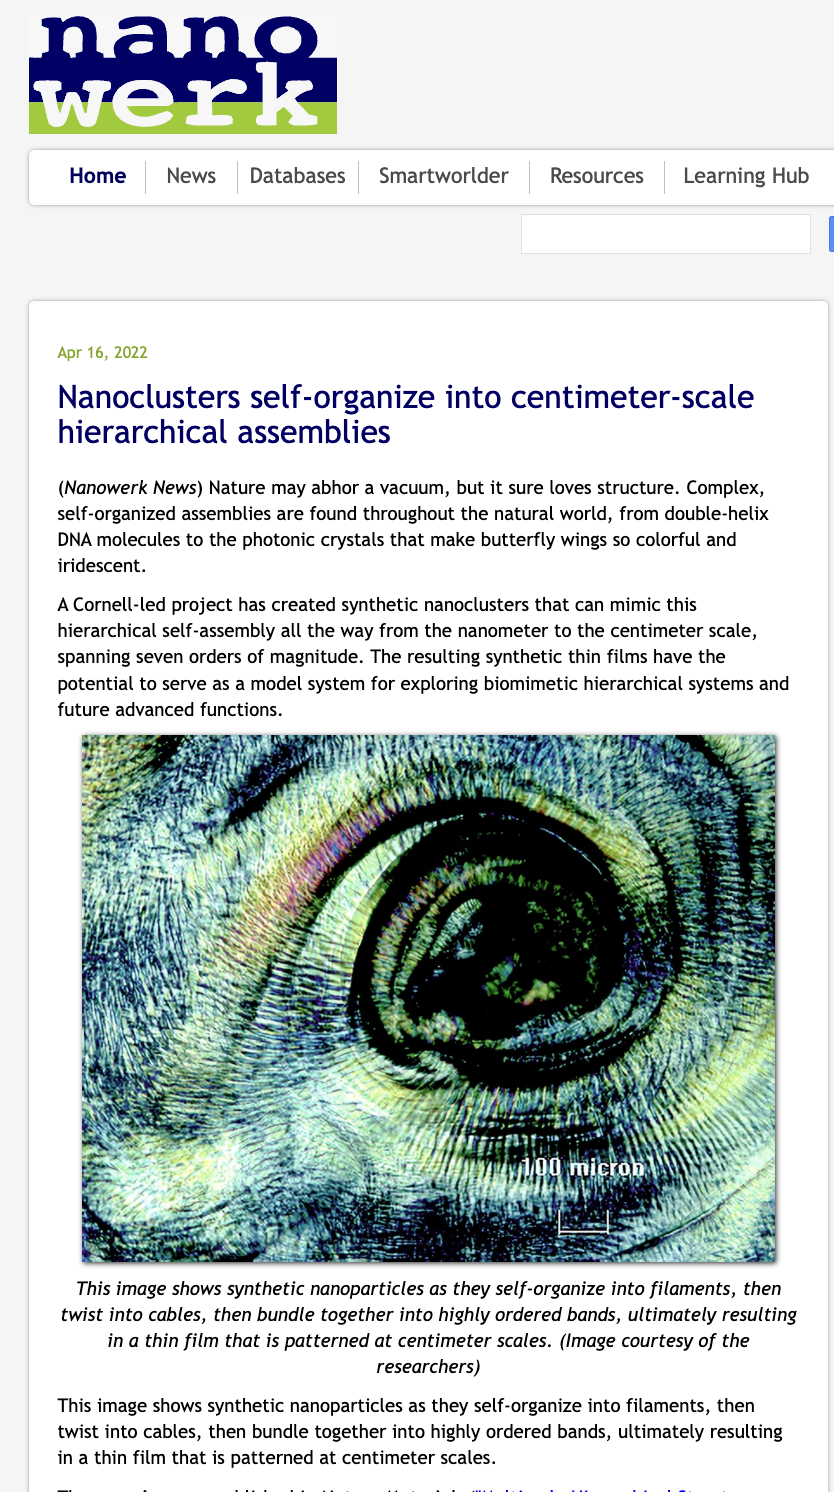 nano
werk
Home News Databases Smartworlder Resources Learning Hub
Apr 16, 2022
Nanoclusters self-organize into centimeter-scale
hierarchical assemblies
(Nanowerk News) Nature may abhor a vacuum, but it sure loves structure. Complex,
self-organized assemblies are found throughout the natural world, from double-helix
DNA molecules to the photonic crystals that make butterfly wings so colorful and
iridescent.
A Cornell-led project has created synthetic nanoclusters that can mimic this
hierarchical self-assembly all the way from the nanometer to the centimeter scale,
spanning seven orders of magnitude. The resulting synthetic thin films have the
potential to serve as a model system for exploring biomimetic hierarchical systems and
future advanced functions.
100 micron
This image shows synthetic nanoparticles as they self-organize into filaments, then
twist into cables, then bundle together into highly ordered bands, ultimately resulting
in a thin film that is patterned at centimeter scales. (Image courtesy of the
researchers)
This image shows synthetic nanoparticles as they self-organize into filaments, then
twist into cables, then bundle together into highly ordered bands, ultimately resulting
in a thin film that is patterned at centimeter scales.